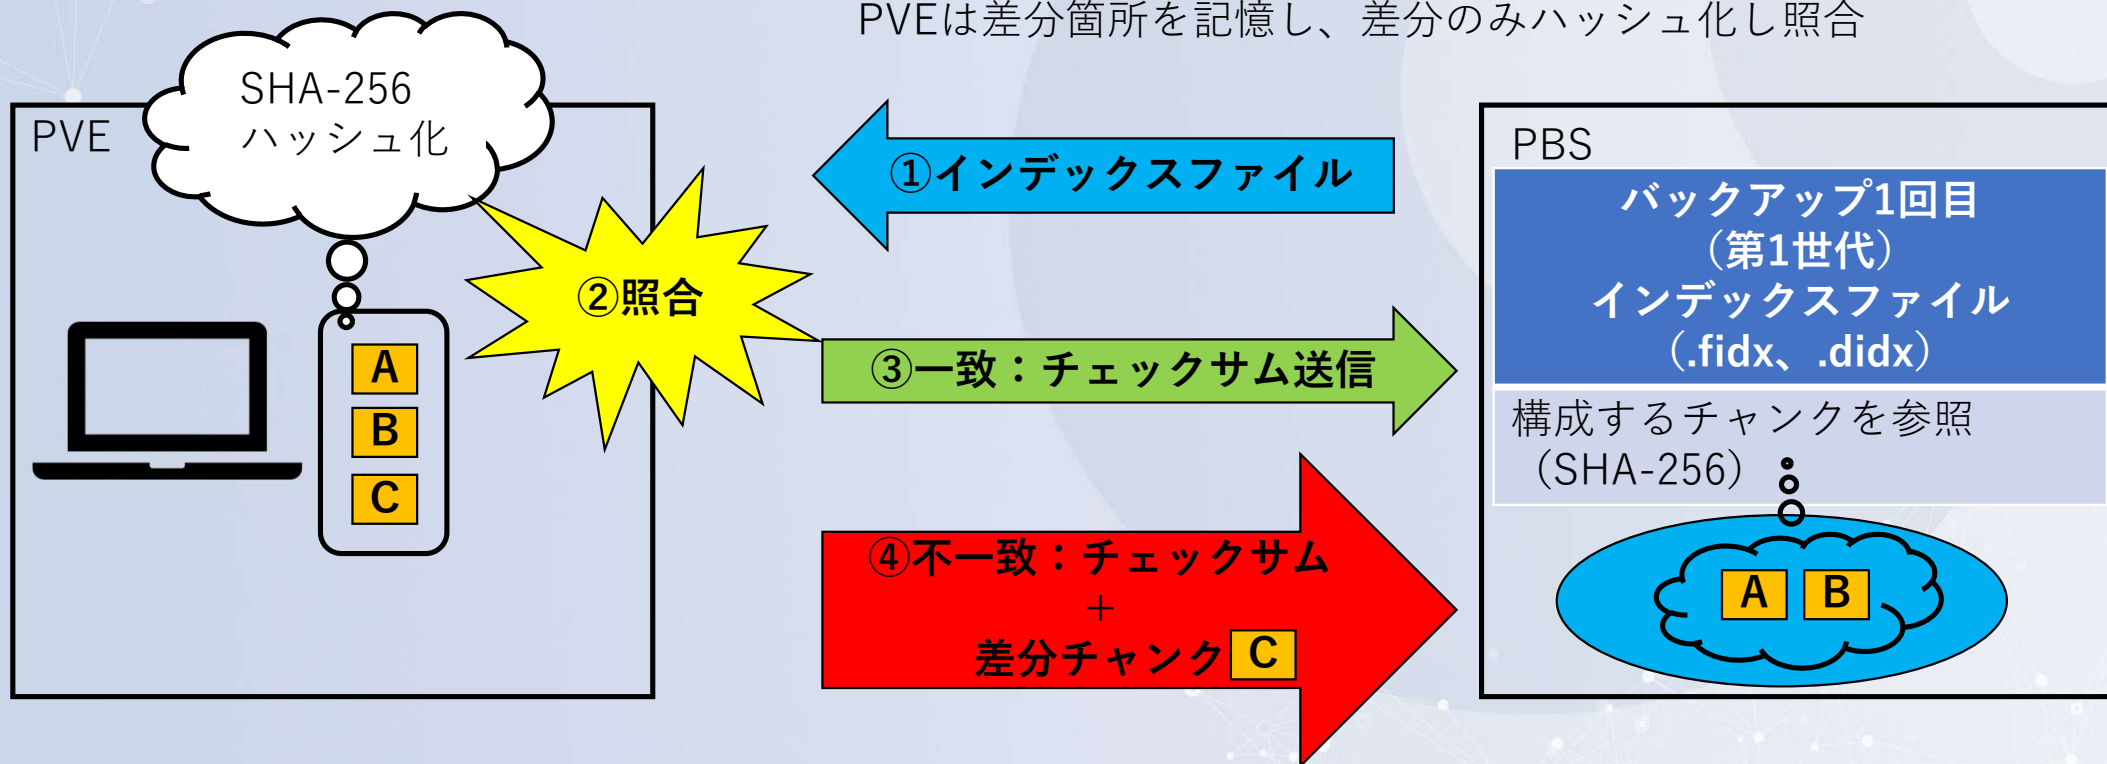 PVEは差分箇所を記憶し、差分のみハッシュ化し照合
PVE
SHA-256
ハッシュ化
A
B
C
②照合
①インデックスファイル
③一致：チェックサム送信
④不一致：チェックサム
＋
差分チャンク C
PBS
バックアップ1回目
（第1世代）
インデックスファイル
（.fidx、.didx）
構成するチャンクを参照
（SHA-256）
A B